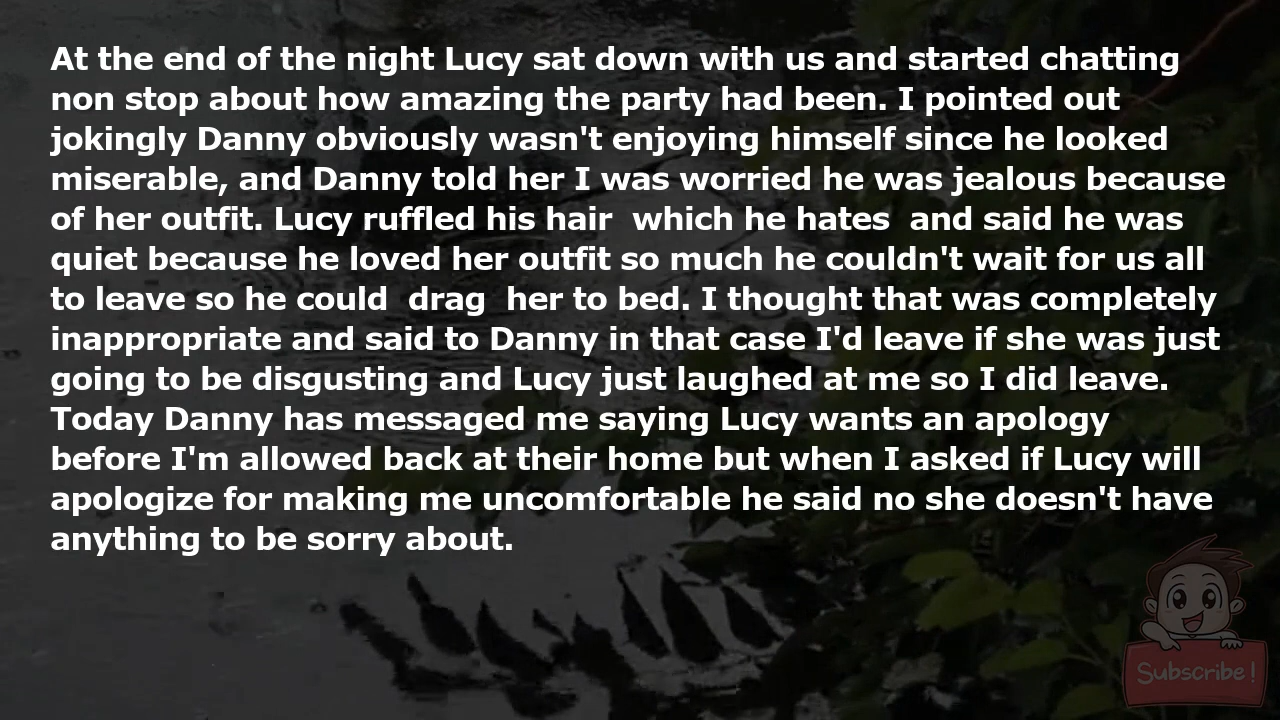 At the end of the night Lucy sat down with us and started chatting
non stop about how amazing the party had been. I pointed out
jokingly Danny obviously wasn't enjoying himself since he looked
miserable, and Danny told her I was worried he was jealous because
of her outfit. Lucy ruffled his hair  which he hates  and said he was
quiet because he loved her outfit so much he couldn't wait for us all
to leave so he could  drag  her to bed. I thought that was completely
inappropriate and said to Danny in that case I'd leave if she was just
going to be disgusting and Lucy just laughed at me so I did leave.
Today Danny has messaged me saying Lucy wants an apology
before I'm allowed back at their home but when I asked if Lucy will
apologize for making me uncomfortable he said no she doesn't have
anything to be sorry about.
Subscribe!